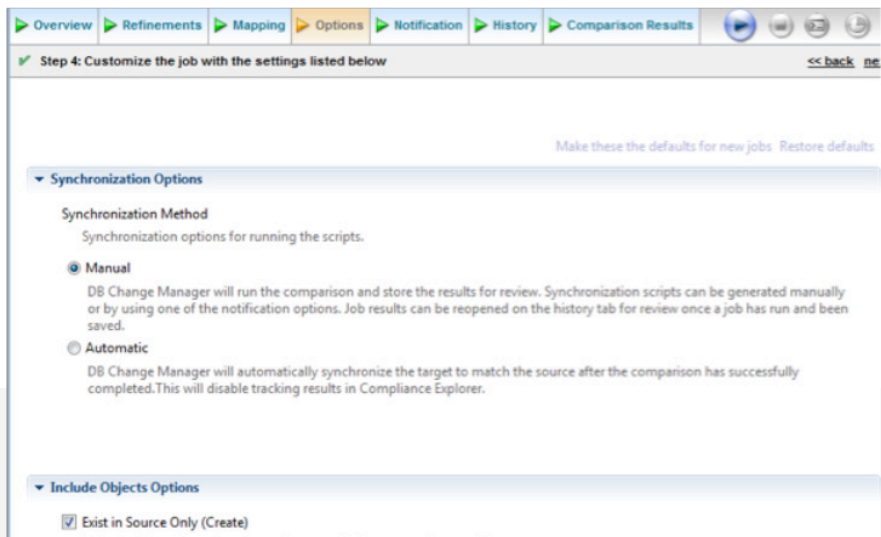 Overview Refinements Mapping Options Notification History Comparison Results
Step 4: Customize the job with the settings listed below << back ne
Make these the defaults for new jobs Restore defaults
Synchronization Options
Synchronization Method
Synchronization options for running the scripts.
Manual
DB Change Manager will run the comparison and store the results for review. Synchronization scripts can be generated manually
or by using one of the notification options. Job results can be reopened on the history tab for review once a job has run and been
saved.
Automatic
DB Change Manager will automatically synchronize the target to match the source after the comparison has successfully
completed.This will disable tracking results in Compliance Explorer.
Include Objects Options
Exist in Source Only (Create)